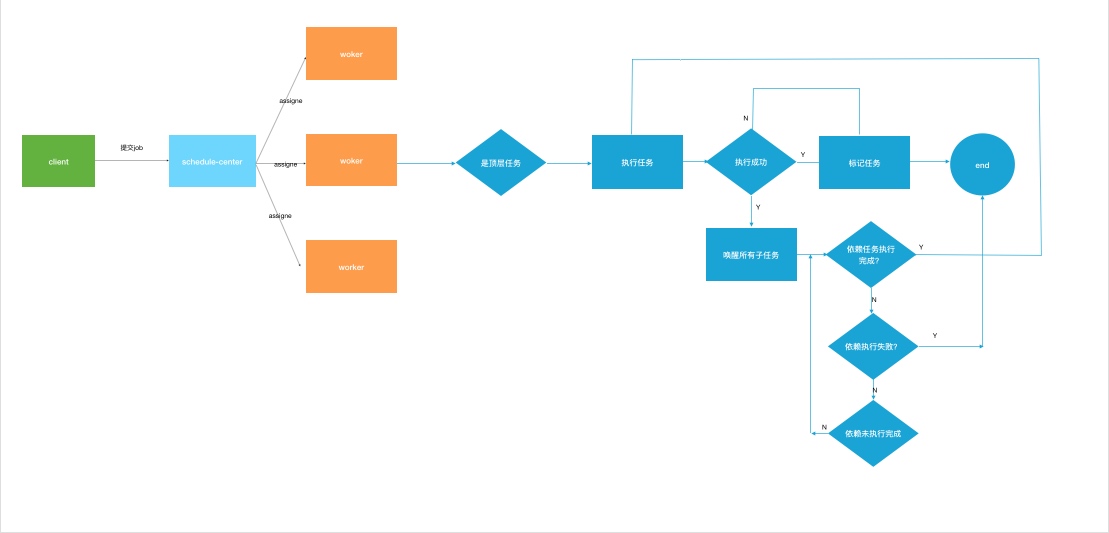 woker
assigne
client
提交job
schedule-center
assigne
woker
assigne
worker
是顶层任务
执行任务
N
执行成功
Y
标记任务
end
Y
唤醒所有子任务
依赖任务执行
完成?
Y
N
依赖执行失败?
Y
N
依赖未执行完成
N